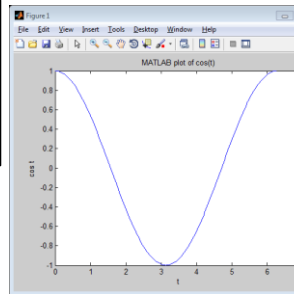 Figure 1
File Edit View Insert Tools Desktop Window Help
MATLAB plot of cos(t)
1
0.8
0.6
0.4
0.2
0
-0.2
-0.4
-0.6
-0.8
-1
cos t
0 1 2 3 4 5 6
t